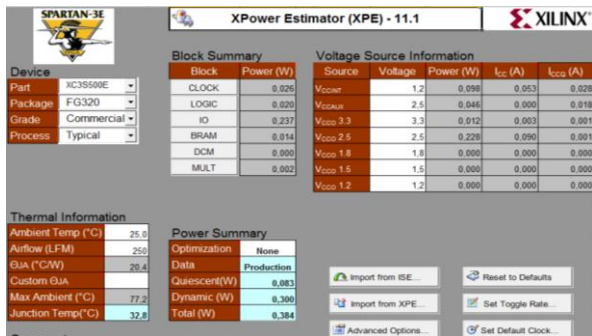 SPARTAN-3E
XPower Estimator (XPE) - 11.1
XILINX
Device
Part XC3S500E
Package FG320
Grade Commercial
Process Typical
Block Summary
Block Power (W)
CLOCK 0,026
LOGIC 0,020
IO 0,237
BRAM 0,014
DCM 0,000
MULT 0,002
Voltage Source Information
Source Voltage Power (W) ICC (A) ICCQ (A)
VCCINT 1,2 0,098 0,053 0,028
VCCAUX 2,5 0,046 0,000 0,018
VCCO 3.3 3,3 0,012 0,003 0,001
VCCO 2.5 2,5 0,228 0,090 0,001
VCCO 1.8 1,8 0,000 0,000 0,000
VCCO 1.5 1,5 0,000 0,000 0,000
VCCO 1.2 1,2 0,000 0,000 0,000
Thermal Information
Ambient Temp (°C) 25,0
Airflow (LFM) 250
ΘJA (°C/W) 20,4
Custom ΘJA
Max Ambient (°C) 77,2
Junction Temp(°C) 32,8
Power Summary
Optimization None
Data Production
Quiescent(W) 0,083
Dynamic (W) 0,300
Total (W) 0,384
Import from ISE...
Reset to Defaults
Import from XPE...
Set Toggle Rate...
Advanced Options...
Set Default Clock...